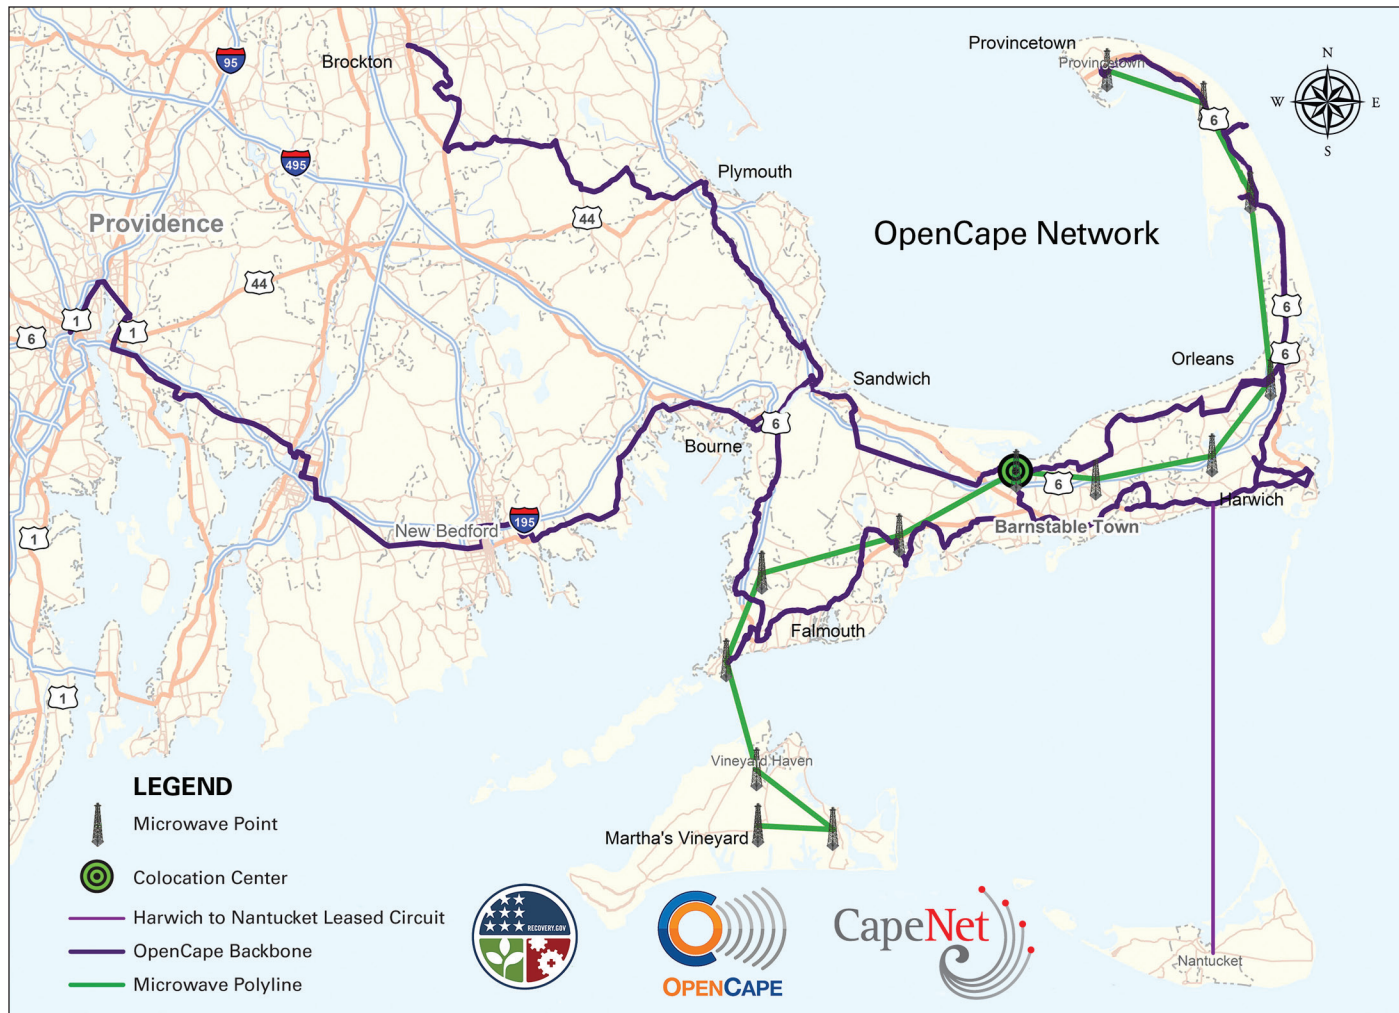 Provincetown
Provincetown
N
W
E
S
6
Brockton
95
495
Plymouth
44
Providence
OpenCape Network
44
1
1
6
6
6
Orleans
Sandwich
6
Bourne
6
Harwich
New Bedford
195
Barnstable Town
1
Falmouth
1
Vineyard Haven
Martha's Vineyard
Nantucket
LEGEND
Microwave Point
Colocation Center
Harwich to Nantucket Leased Circuit
OpenCape Backbone
Microwave Polyline
RECOVERY.GOV
OPENCAPE
CapeNet